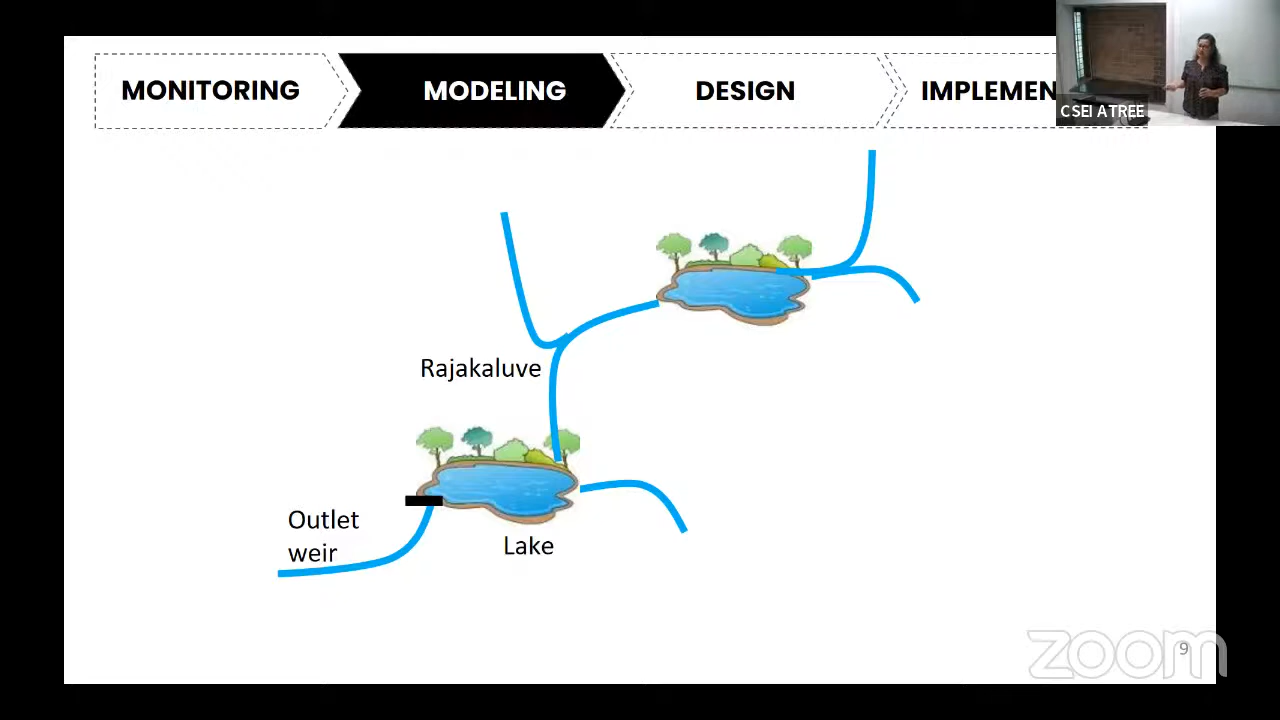 MONITORING
MODELING
DESIGN
IMPLEMEN
CSEI ATREE
Rajakaluve
Outlet
weir
Lake
zoom
9